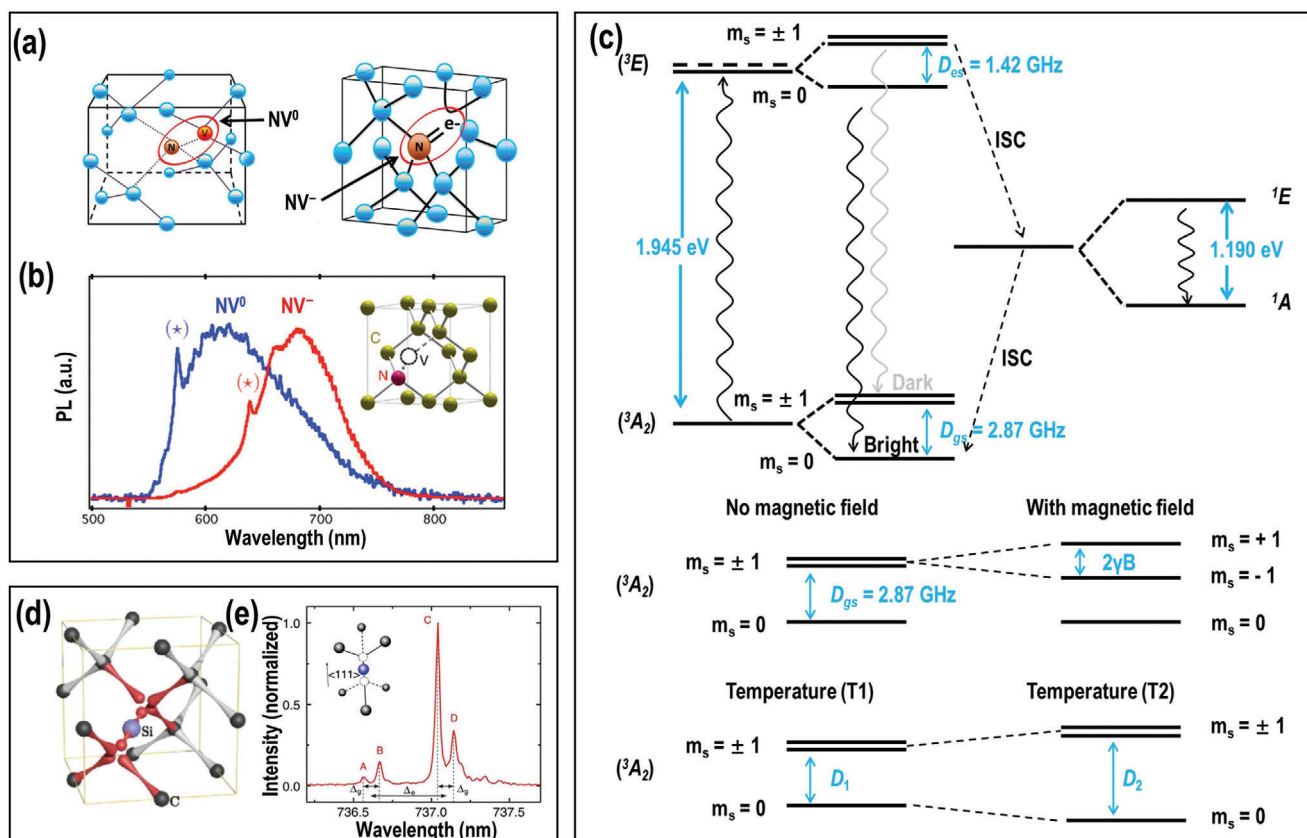 (a)
NV⁰
N
V
NV⁻
N
e-
(b)
PL (a.u.)
NV⁰
NV⁻
(*)
(*)
C
V
N
500
600
700
800
Wavelength (nm)
(c)
(³E)
mₛ = ± 1
mₛ = 0
Dₑₛ = 1.42 GHz
ISC
1.945 eV
¹E
1.190 eV
¹A
ISC
Dark
(³A₂)
mₛ = ± 1
mₛ = 0
Bright
D_gs = 2.87 GHz
No magnetic field
With magnetic field
(³A₂)
mₛ = ± 1
D_gs = 2.87 GHz
mₛ = 0
mₛ = + 1
2γB
mₛ = - 1
mₛ = 0
Temperature (T1)
Temperature (T2)
(³A₂)
mₛ = ± 1
D₁
mₛ = 0
mₛ = ± 1
D₂
mₛ = 0
(d)
Si
C
(e)
Intensity (normalized)
1.0
0.5
0.0
<111>
A
B
C
D
Δg
Δe
Δg
736.5
737.0
737.5
Wavelength (nm)